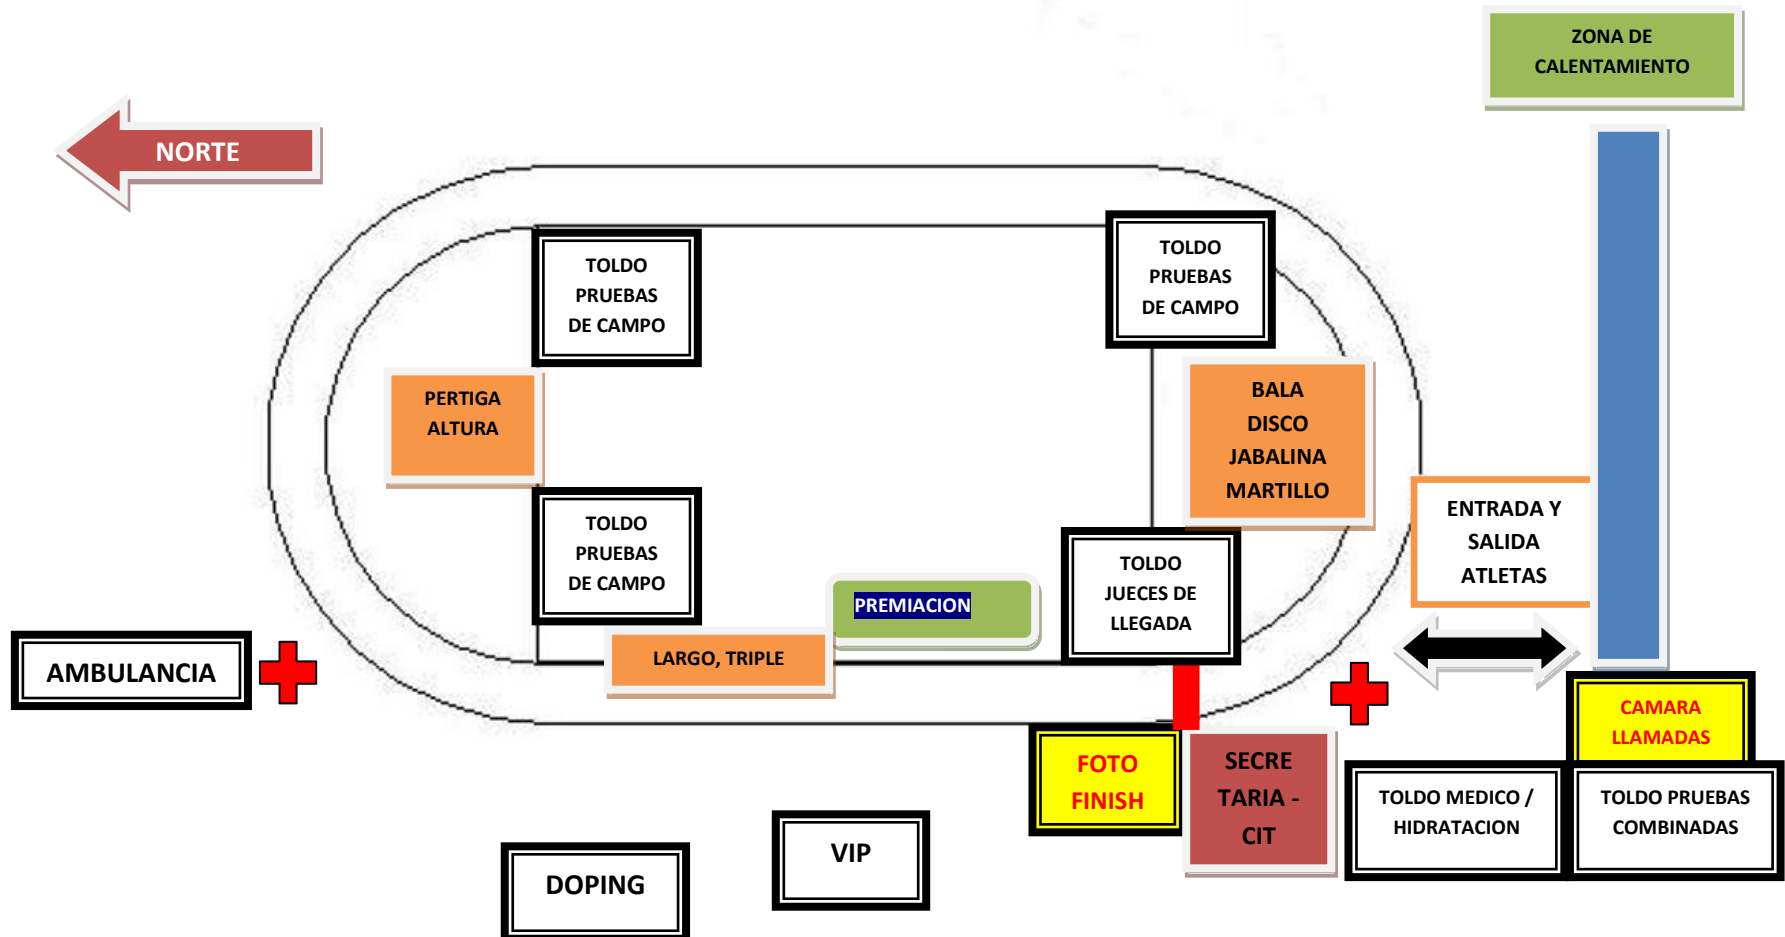 ZONA DE
CALENTAMIENTO
NORTE
TOLDO
PRUEBAS
DE CAMPO
TOLDO
PRUEBAS
DE CAMPO
PERTIGA
ALTURA
BALA
DISCO
JABALINA
MARTILLO
ENTRADA Y
SALIDA
ATLETAS
TOLDO
PRUEBAS
DE CAMPO
TOLDO
JUECES DE
LLEGADA
PREMIACION
LARGO, TRIPLE
AMBULANCIA
CAMARA
LLAMADAS
FOTO
FINISH
SECRE
TARIA -
CIT
TOLDO MEDICO /
HIDRATACION
TOLDO PRUEBAS
COMBINADAS
VIP
DOPING